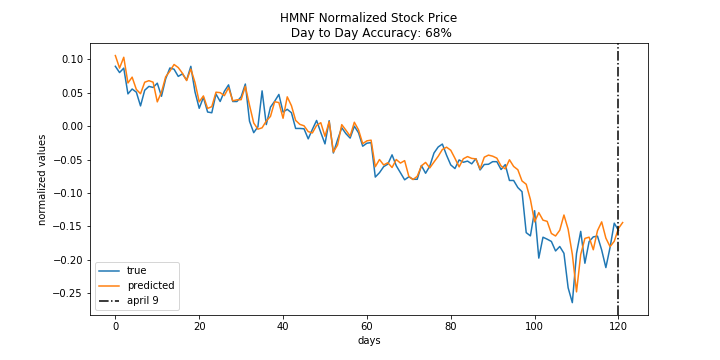 HMNF Normalized Stock Price
Day to Day Accuracy: 68%
normalized values
0.10
0.05
0.00
−0.05
−0.10
−0.15
−0.20
−0.25
true
predicted
april 9
0 20 40 60 80 100 120
days